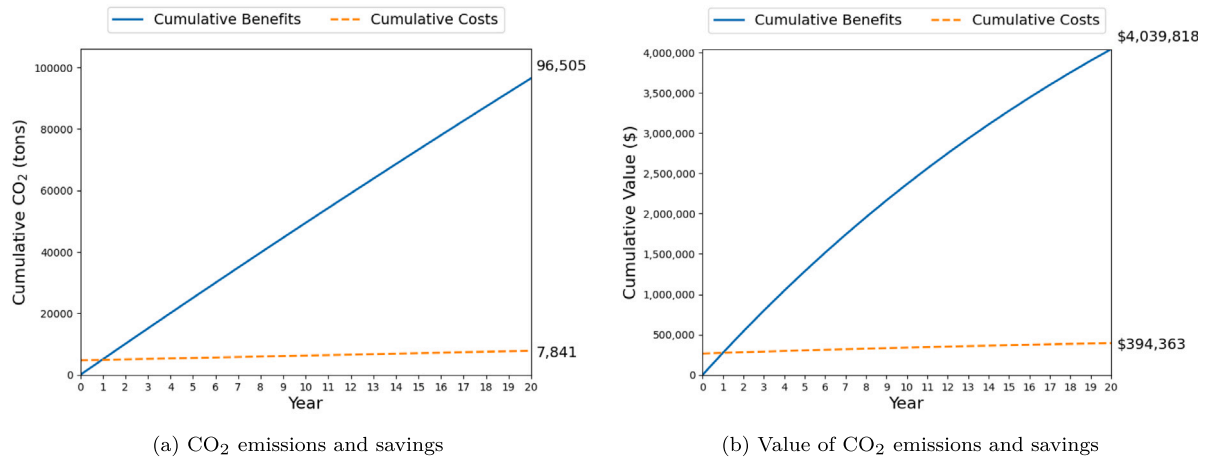 Cumulative Benefits Cumulative Costs
100000
80000
60000
40000
20000
0
Cumulative CO₂ (tons)
96,505
7,841
0 1 2 3 4 5 6 7 8 9 10 11 12 13 14 15 16 17 18 19 20
Year
(a) CO₂ emissions and savings
Cumulative Benefits Cumulative Costs
4,000,000
3,500,000
3,000,000
2,500,000
2,000,000
1,500,000
1,000,000
500,000
0
Cumulative Value ($)
$4,039,818
$394,363
0 1 2 3 4 5 6 7 8 9 10 11 12 13 14 15 16 17 18 19 20
Year
(b) Value of CO₂ emissions and savings